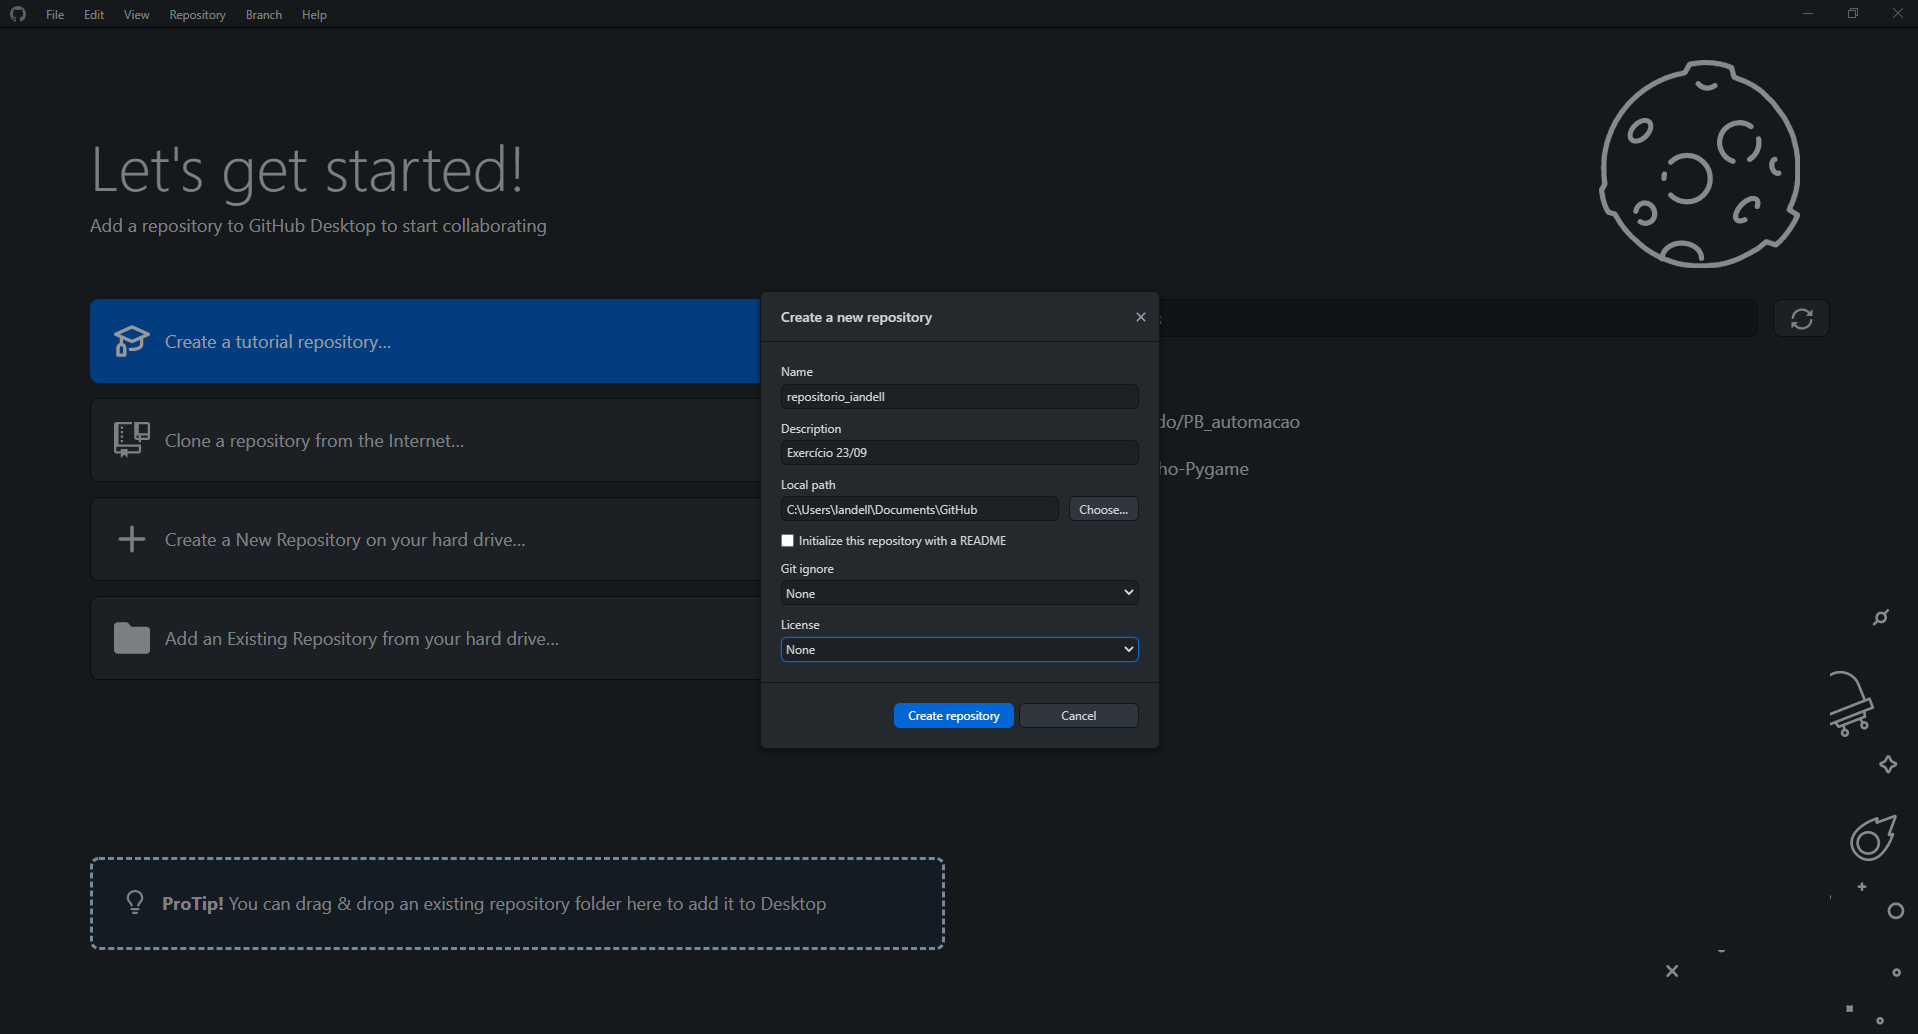 File Edit View Repository Branch Help
Let's get started!
Add a repository to GitHub Desktop to start collaborating
Create a tutorial repository...
Clone a repository from the Internet...
Create a New Repository on your hard drive...
Add an Existing Repository from your hard drive...
ProTip! You can drag & drop an existing repository folder here to add it to Desktop
Create a new repository
Name
repositorio_iandell
Description
Exercício 23/09
Local path
C:\Users\Iandell\Documents\GitHub
Choose...
Initialize this repository with a README
Git ignore
None
License
None
Create repository
Cancel
do/PB_automacao
ho-Pygame